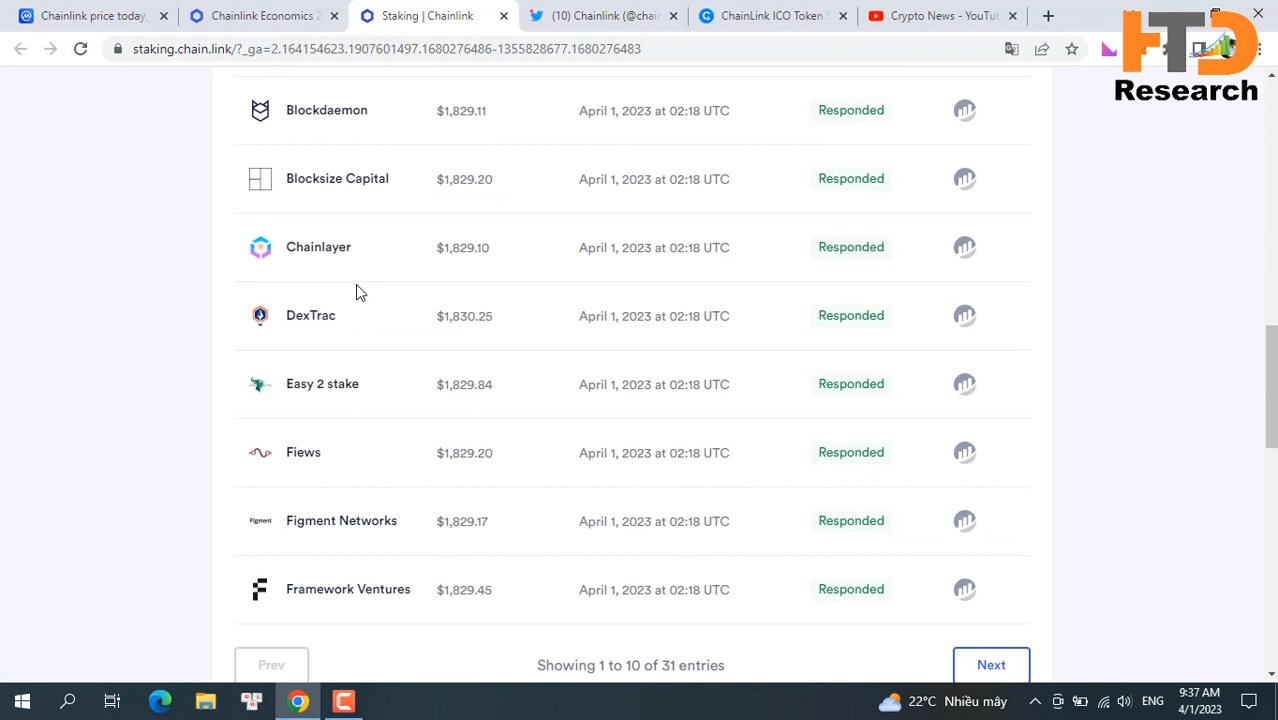 Chainlink price today,
Chainlink Economics 2
Staking | Chainlink
(10) Chainlink (@chain
ChainLink ICO Token S
Crypto News - YouTub
staking.chain.link/?_ga=2.164154623.1907601497.1680276486-1355828677.1680276483
HTD
Research
Blockdaemon $1,829.11 April 1, 2023 at 02:18 UTC Responded
Blocksize Capital $1,829.20 April 1, 2023 at 02:18 UTC Responded
Chainlayer $1,829.10 April 1, 2023 at 02:18 UTC Responded
DexTrac $1,830.25 April 1, 2023 at 02:18 UTC Responded
Easy 2 stake $1,829.84 April 1, 2023 at 02:18 UTC Responded
Fiews $1,829.20 April 1, 2023 at 02:18 UTC Responded
Figment Figment Networks $1,829.17 April 1, 2023 at 02:18 UTC Responded
Framework Ventures $1,829.45 April 1, 2023 at 02:18 UTC Responded
Prev Showing 1 to 10 of 31 entries Next
22°C Nhiều mây ENG 9:37 AM
4/1/2023